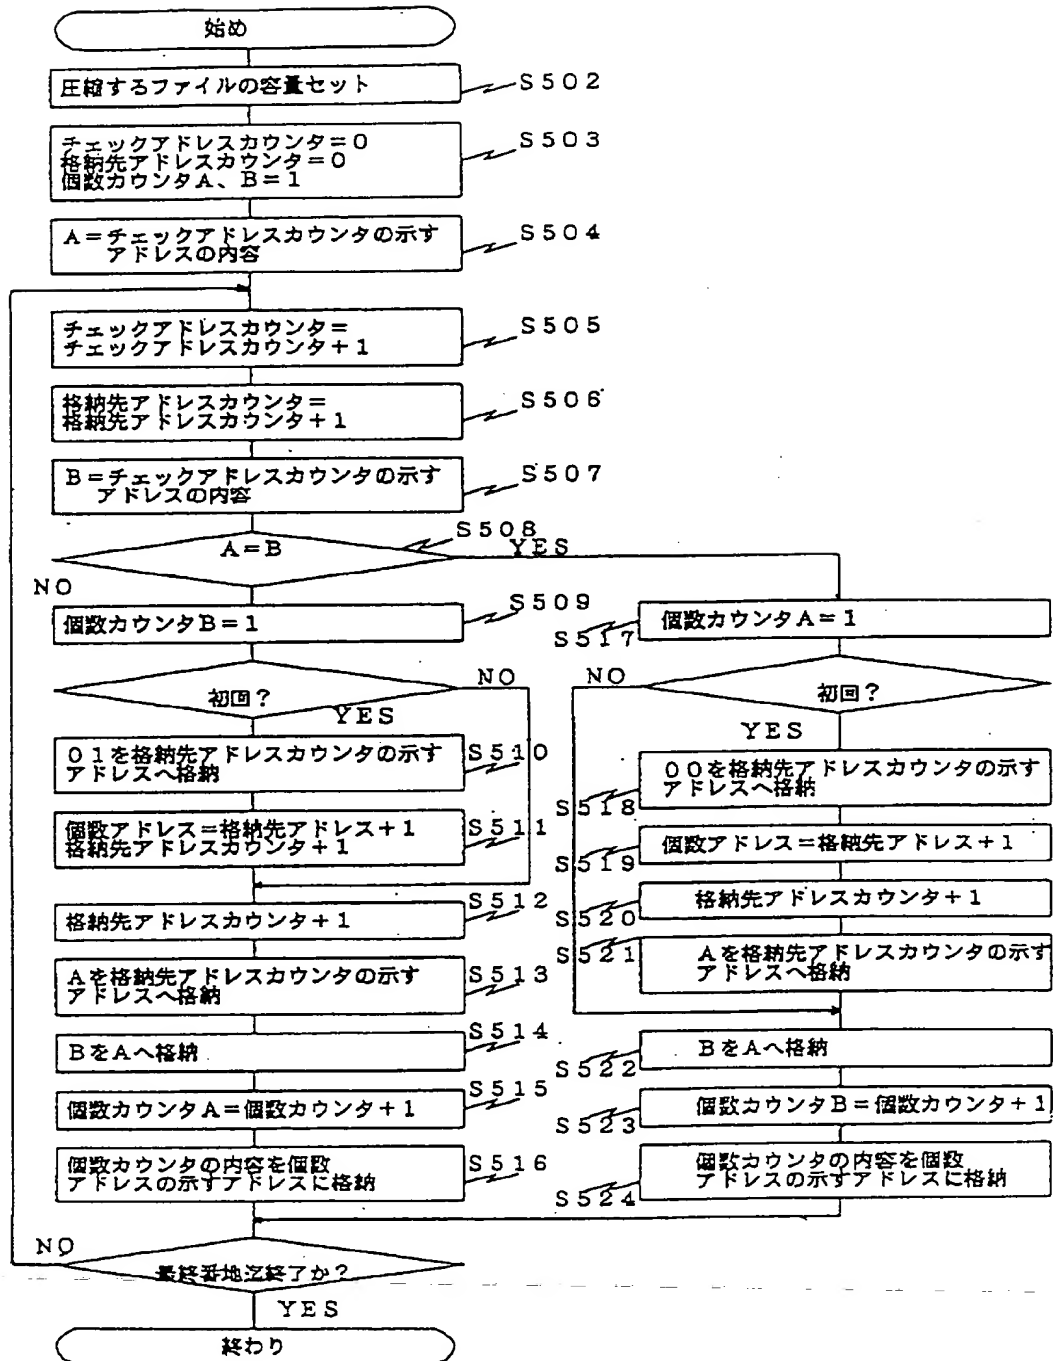 始め
圧縮するファイルの容量セット
S502
チェックアドレスカウンタ=0
格納先アドレスカウンタ=0
個数カウンタA、B=1
S503
A=チェックアドレスカウンタの示す
アドレスの内容
S504
チェックアドレスカウンタ=
チェックアドレスカウンタ+1
S505
格納先アドレスカウンタ=
格納先アドレスカウンタ+1
S506
B=チェックアドレスカウンタの示す
アドレスの内容
S507
A=B
S508
YES
NO
個数カウンタB=1
S509
初回?
NO
YES
01を格納先アドレスカウンタの示す
アドレスへ格納
S510
個数アドレス=格納先アドレス+1
格納先アドレスカウンタ+1
S511
格納先アドレスカウンタ+1
S512
Aを格納先アドレスカウンタの示す
アドレスへ格納
S513
BをAへ格納
S514
個数カウンタA=個数カウンタ+1
S515
個数カウンタの内容を個数
アドレスの示すアドレスに格納
S516
個数カウンタA=1
S517
NO
初回?
YES
00を格納先アドレスカウンタの示す
アドレスへ格納
S518
個数アドレス=格納先アドレス+1
S519
格納先アドレスカウンタ+1
S520
Aを格納先アドレスカウンタの示す
アドレスへ格納
S521
BをAへ格納
S522
個数カウンタB=個数カウンタ+1
S523
個数カウンタの内容を個数
アドレスの示すアドレスに格納
S524
NO
最終番地迄終了か?
YES
終わり